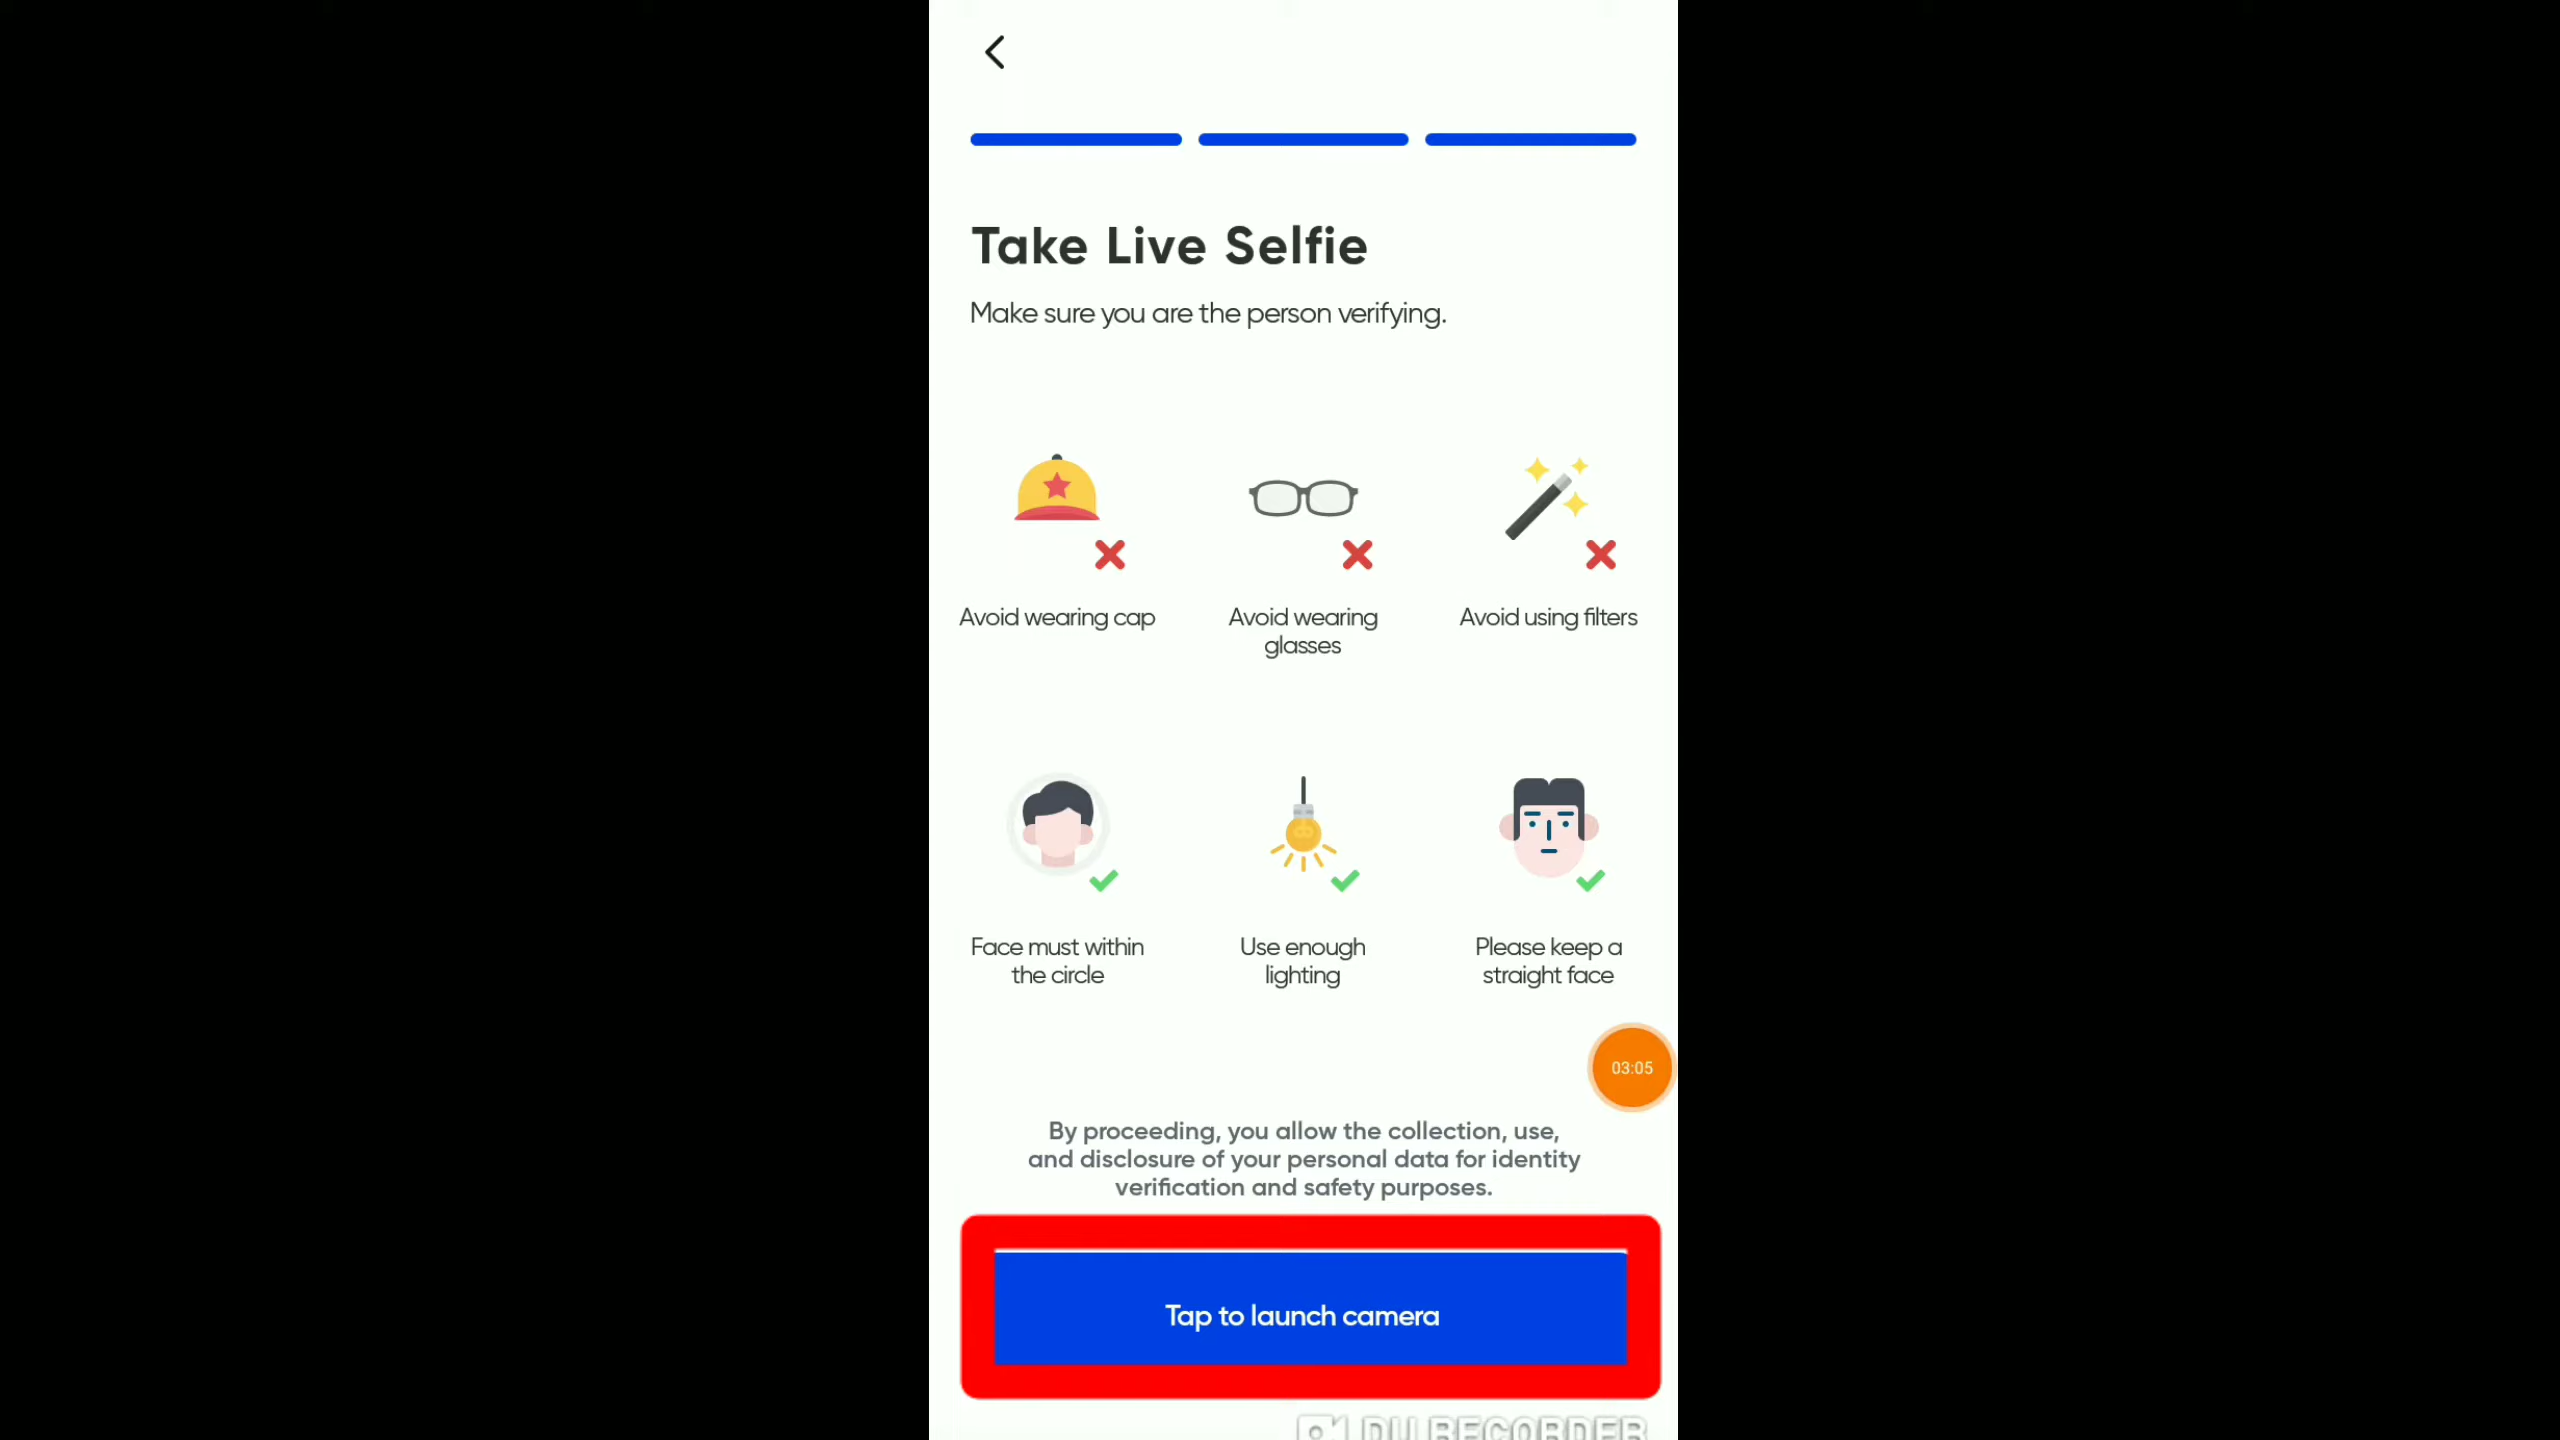 Take Live Selfie
Make sure you are the person verifying.
Avoid wearing cap
Avoid wearing
glasses
Avoid using filters
Face must within
the circle
Use enough
lighting
Please keep a
straight face
03:05
By proceeding, you allow the collection, use,
and disclosure of your personal data for identity
verification and safety purposes.
Tap to launch camera
DU RECORDER